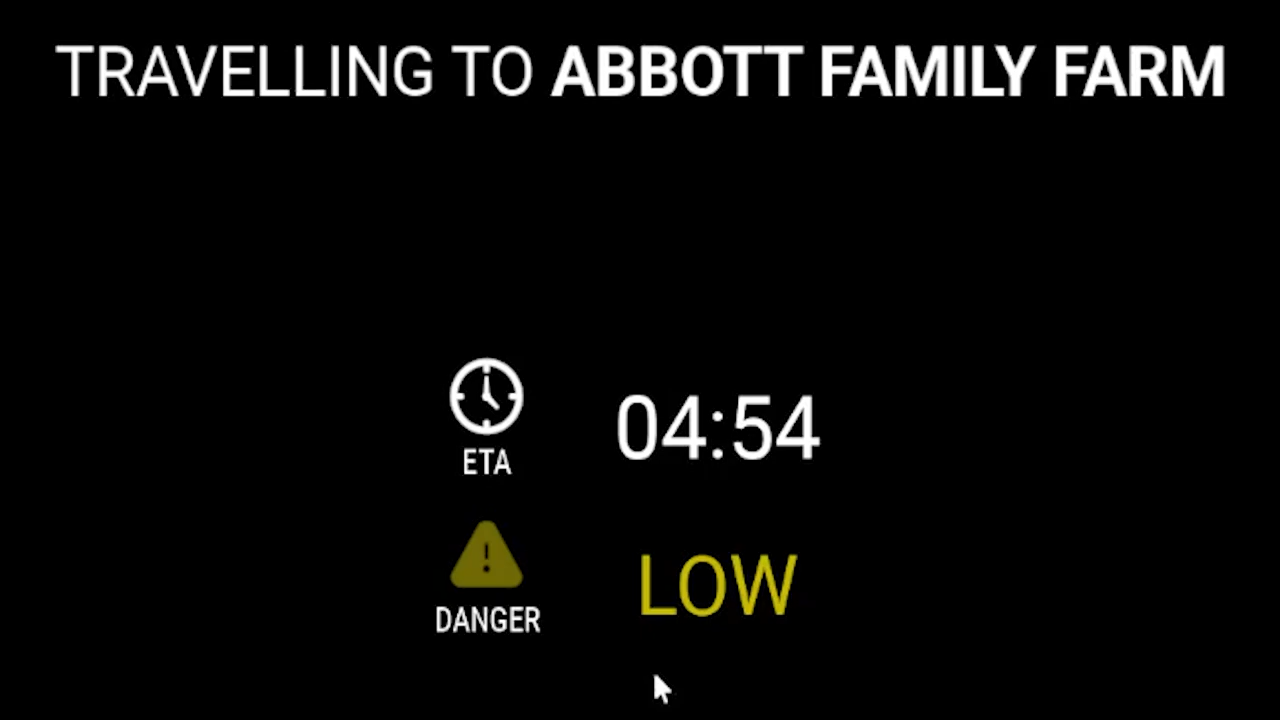 TRAVELLING TO ABBOTT FAMILY FARM
04:54
ETA
LOW
DANGER